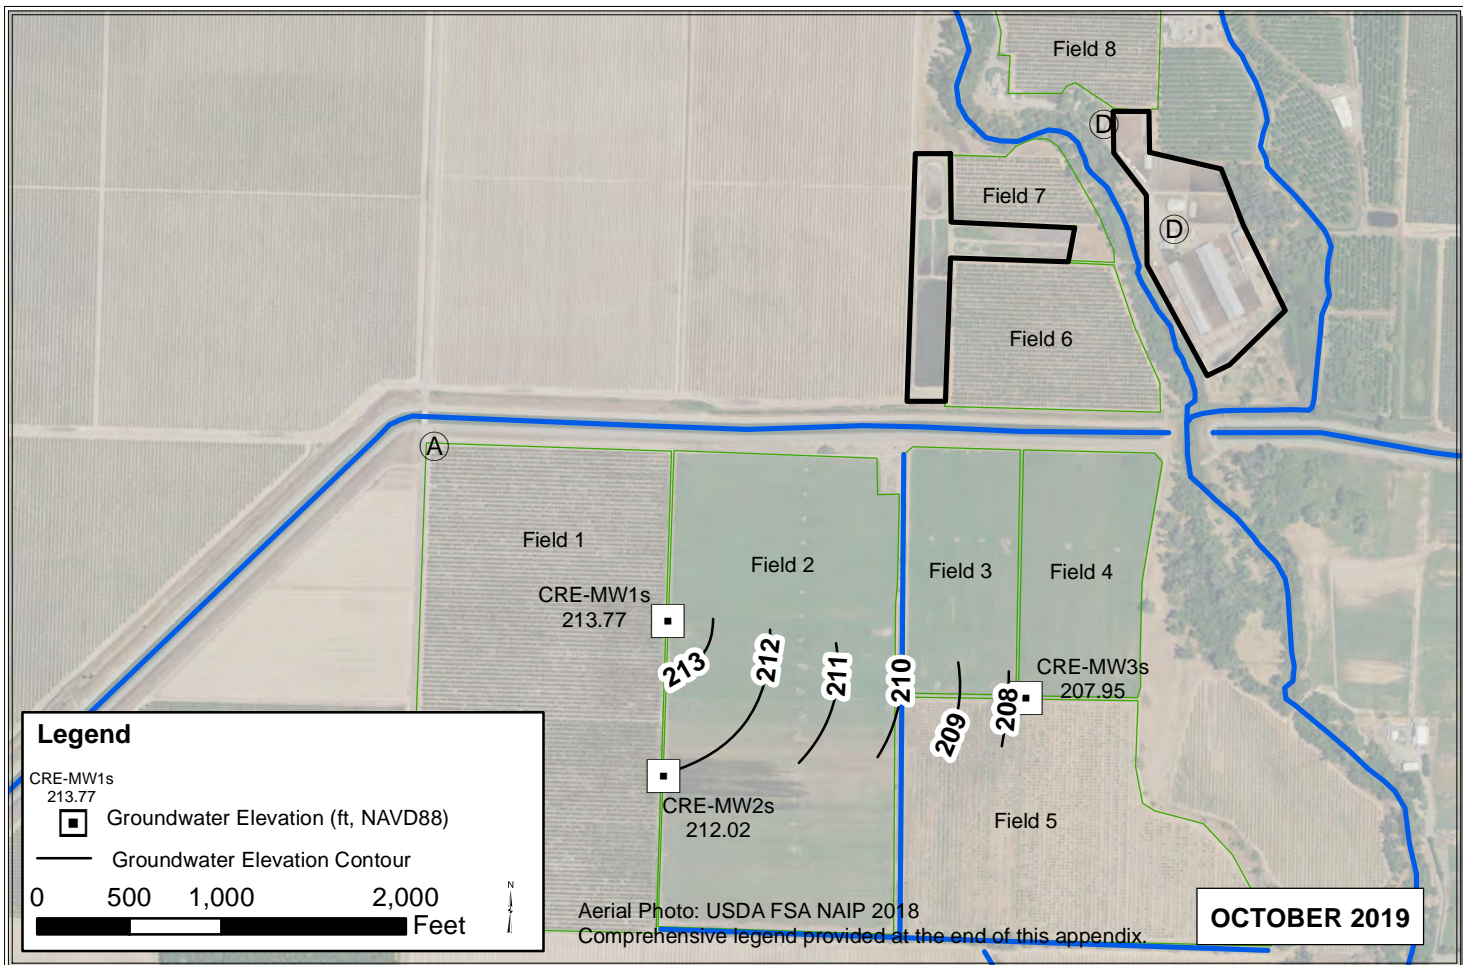 Field 8
D
Field 7
D
Field 6
A
Field 1
Field 2
Field 3
Field 4
CRE-MW1s
213.77
213
212
211
210
209
208
CRE-MW3s
207.95
CRE-MW2s
212.02
Field 5
Legend
CRE-MW1s
213.77
Groundwater Elevation (ft, NAVD88)
Groundwater Elevation Contour
0 500 1,000 2,000
Feet
N
Aerial Photo: USDA FSA NAIP 2018
Comprehensive legend provided at the end of this appendix.
OCTOBER 2019